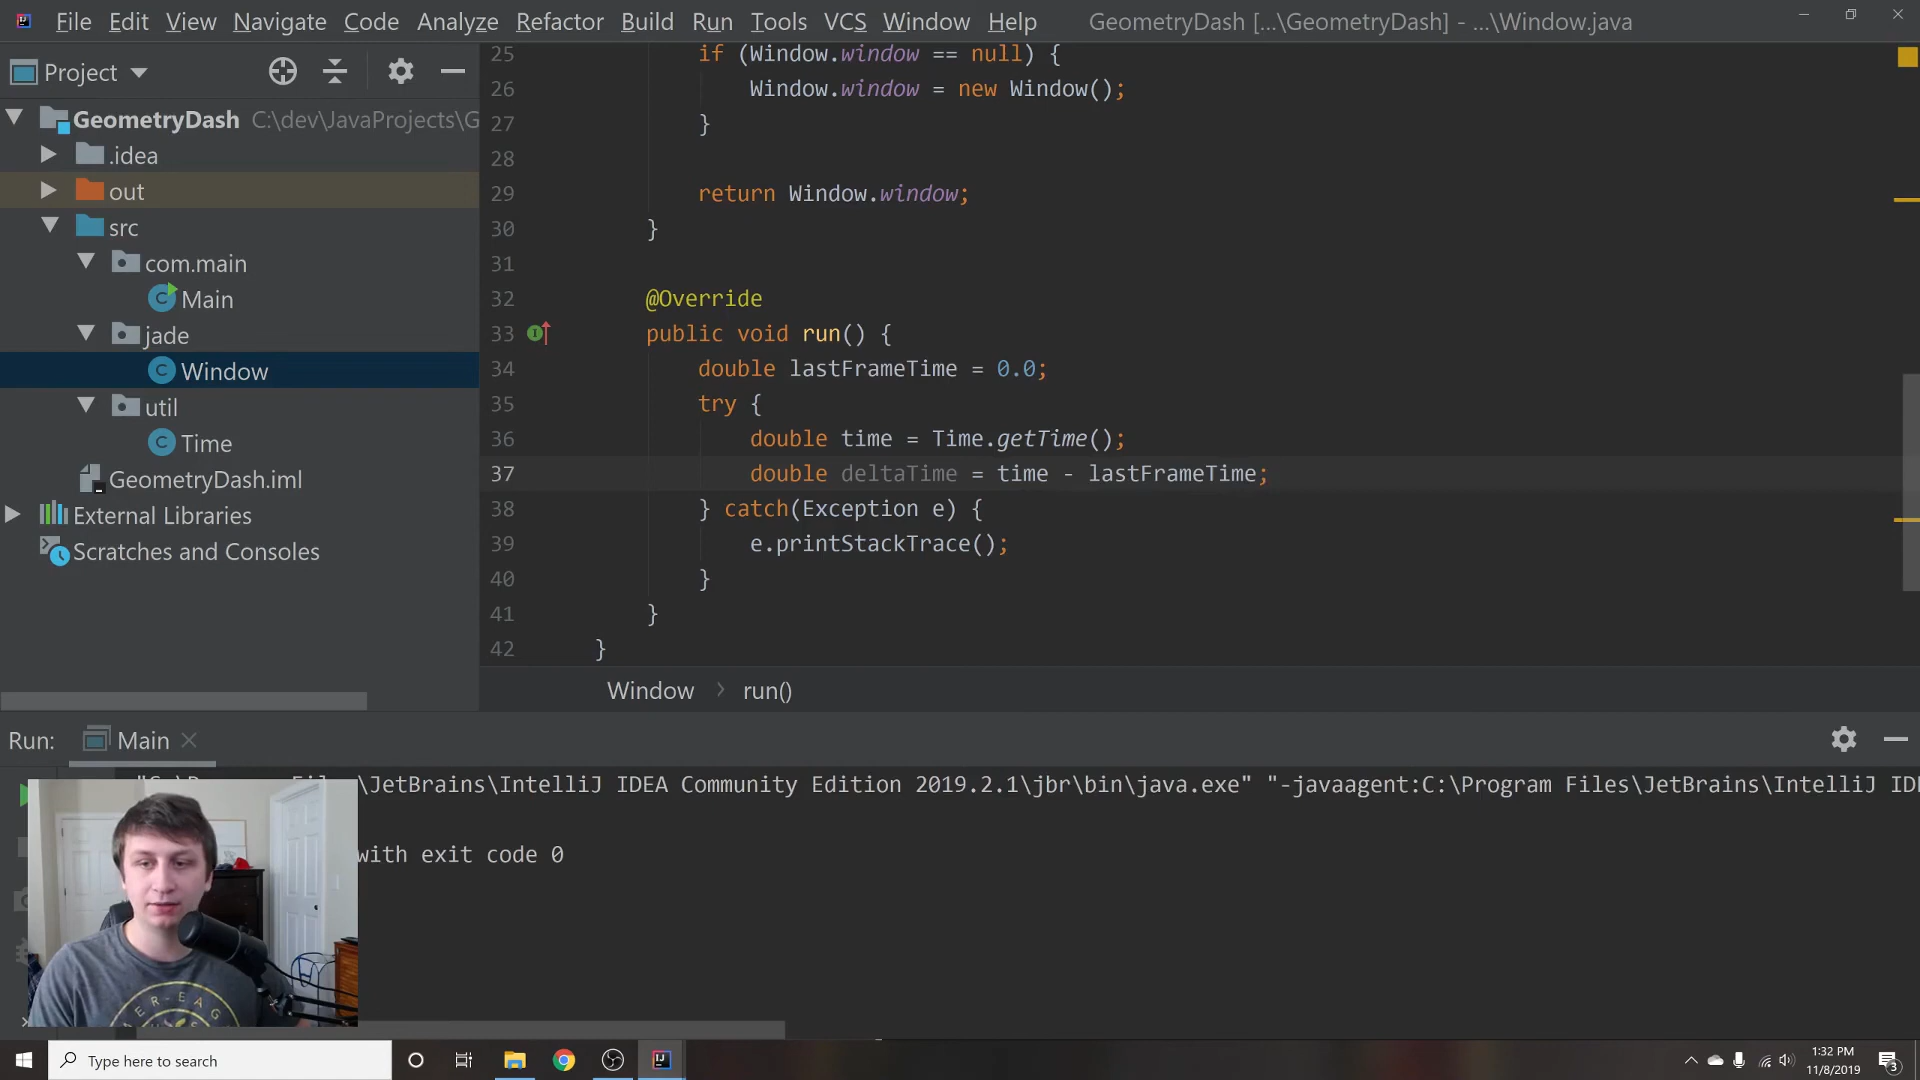 File Edit View Navigate Code Analyze Refactor Build Run Tools VCS Window Help GeometryDash [...\GeometryDash] - ...\Window.java
Project
GeometryDash C:\dev\JavaProjects\G
.idea
out
src
com.main
Main
jade
Window
util
Time
GeometryDash.iml
External Libraries
Scratches and Consoles
25 if (Window.window == null) {
26 Window.window = new Window();
27 }
28
29 return Window.window;
30 }
31
32 @Override
33 public void run() {
34 double lastFrameTime = 0.0;
35 try {
36 double time = Time.getTime();
37 double deltaTime = time - lastFrameTime;
38 } catch(Exception e) {
39 e.printStackTrace();
40 }
41 }
42 }
Window run()
Run: Main
\JetBrains\IntelliJ IDEA Community Edition 2019.2.1\jbr\bin\java.exe" "-javaagent:C:\Program Files\JetBrains\IntelliJ ID
with exit code 0
Type here to search
1:32 PM
11/8/2019
3